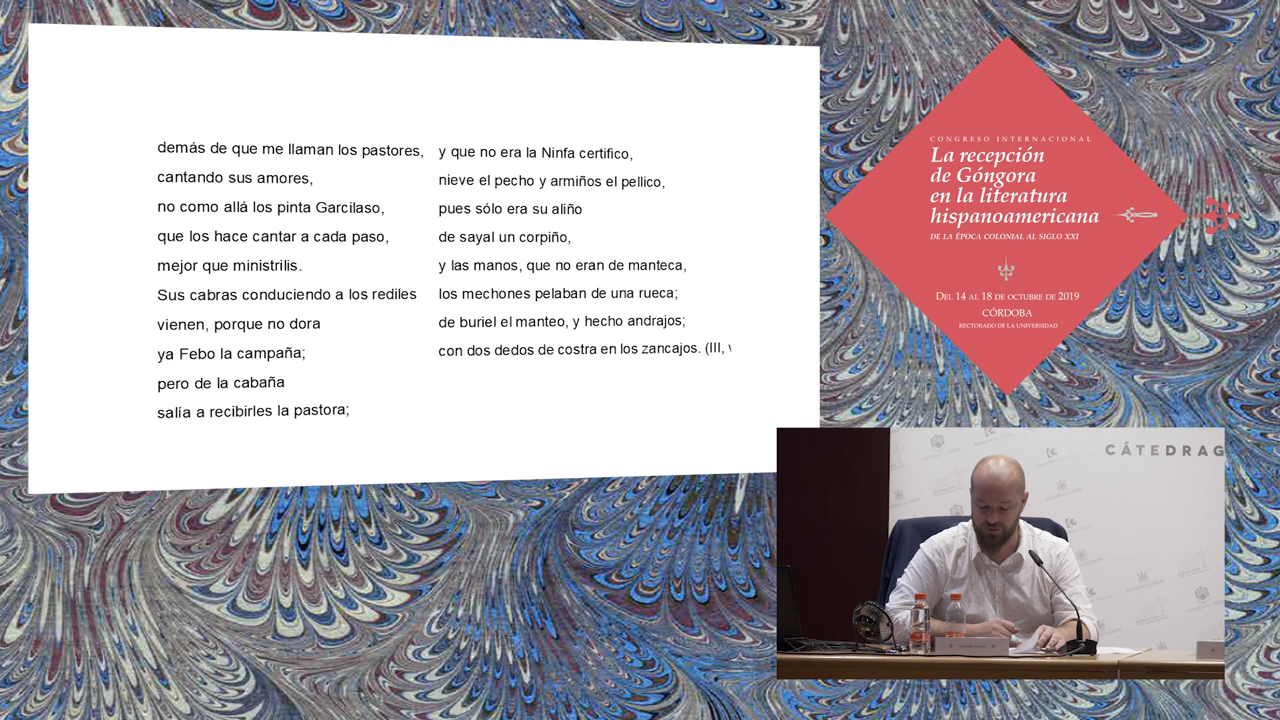 demás de que me llaman los pastores,
cantando sus amores,
no como allá los pinta Garcilaso,
que los hace cantar a cada paso,
mejor que ministrilis.
Sus cabras conduciendo a los rediles
vienen, porque no dora
ya Febo la campaña;
pero de la cabaña
salía a recibirles la pastora;
y que no era la Ninfa certifico,
nieve el pecho y armiños el pellico,
pues sólo era su aliño
de sayal un corpiño,
y las manos, que no eran de manteca,
los mechones pelaban de una rueca;
de buriel el manteo, y hecho andrajos;
con dos dedos de costra en los zancajos. (III,
CONGRESO INTERNACIONAL
La recepción
de Góngora
en la literatura
hispanoamericana
DE LA ÉPOCA COLONIAL AL SIGLO XXI
DEL 14 AL 18 DE OCTUBRE DE 2019
CÓRDOBA
RECTORADO DE LA UNIVERSIDAD
CÁTEDRAG